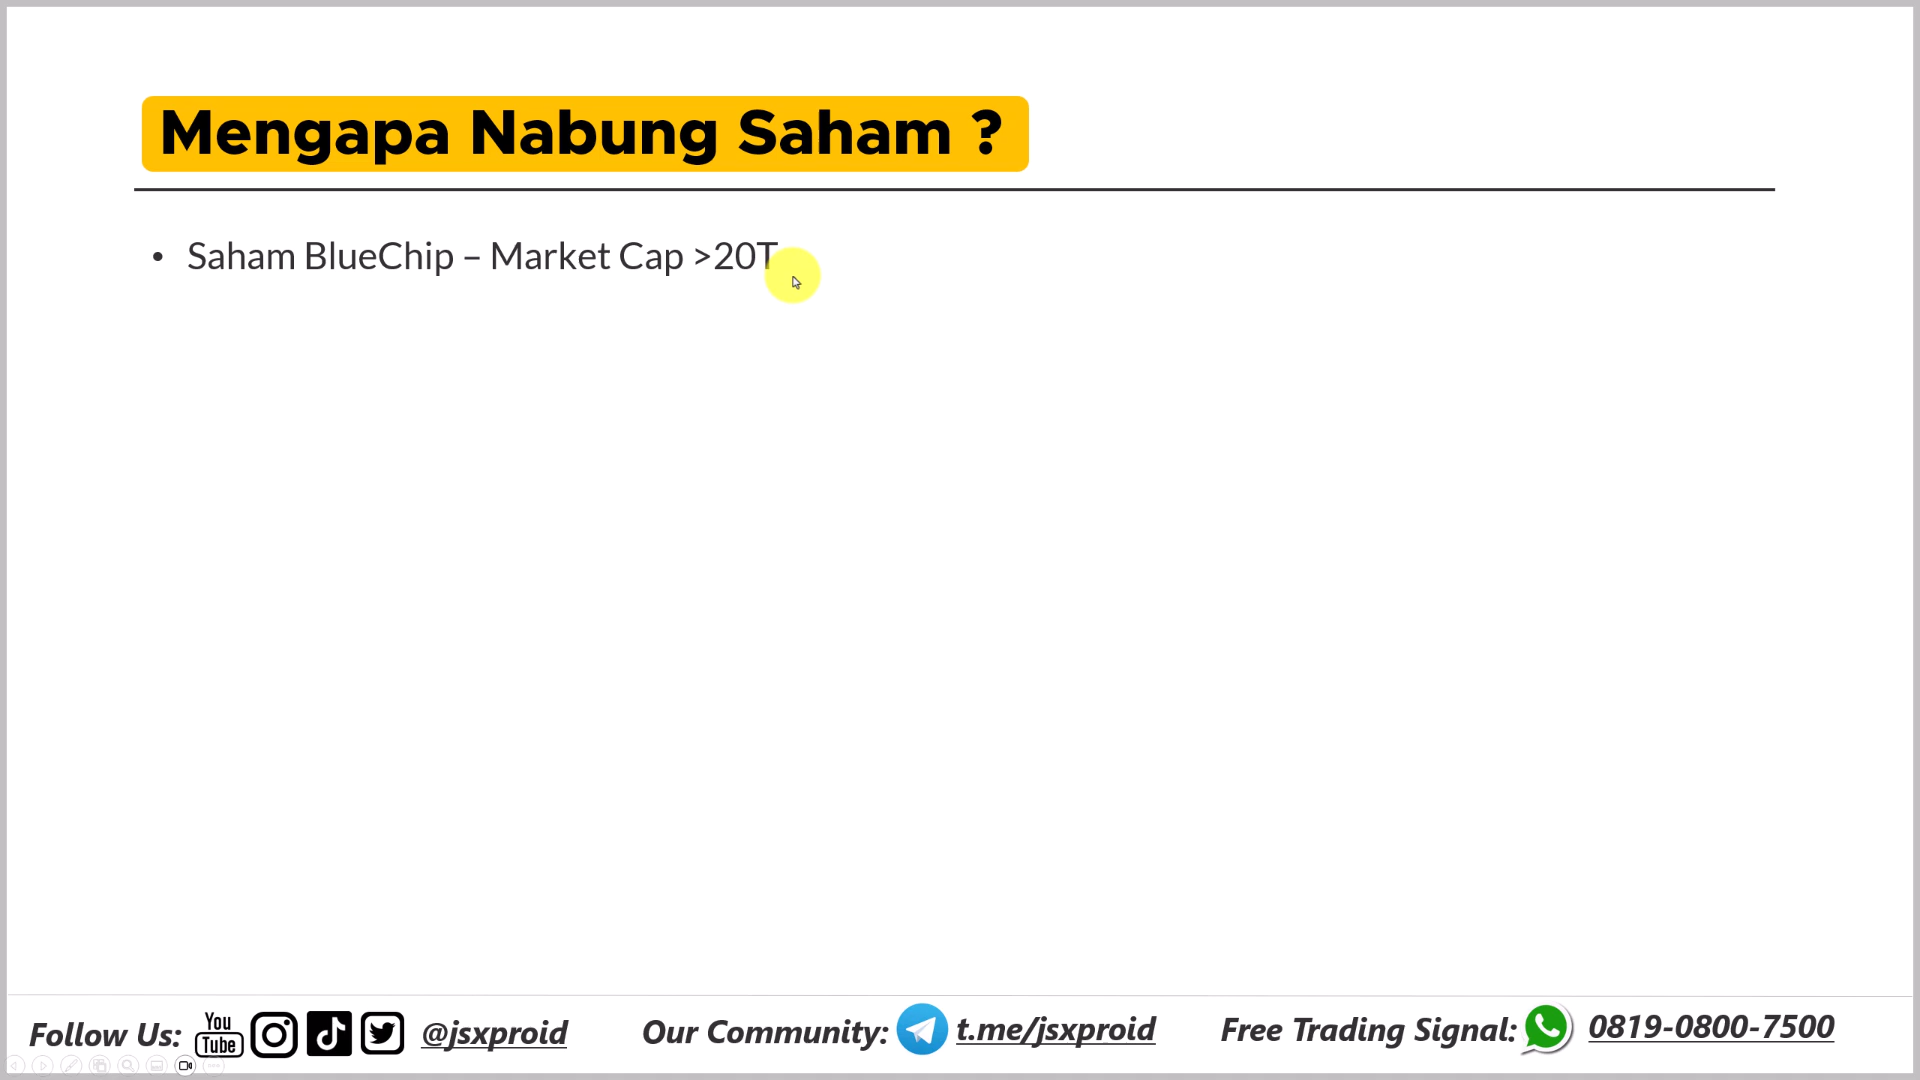 Mengapa Nabung Saham ?
• Saham BlueChip – Market Cap >20T
Follow Us: You Tube @jsxproid Our Community: t.me/jsxproid Free Trading Signal: 0819-0800-7500